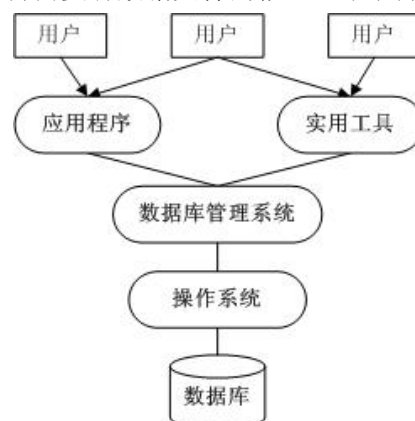 用户 用户 用户
应用程序 实用工具
数据库管理系统
操作系统
数据库